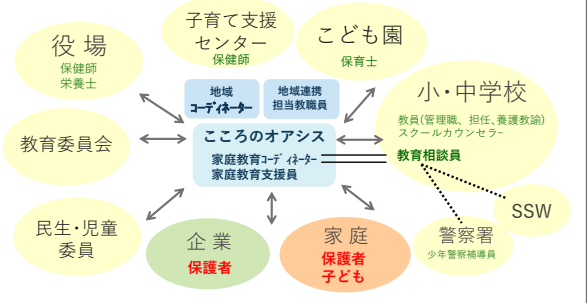 子育て支援
センター
保健師
役 場
保健師
栄養士
こども園
保育士
地域
コーディネーター
地域連携
担当教職員
小・中学校
教員(管理職、担任、養護教諭)
スクールカウンセラー
教育相談員
教育委員会
こころのオアシス
家庭教育コーディネーター
家庭教育支援員
民生・児童
委員
企 業
保護者
家 庭
保護者
子ども
警察署
少年警察補導員
SSW